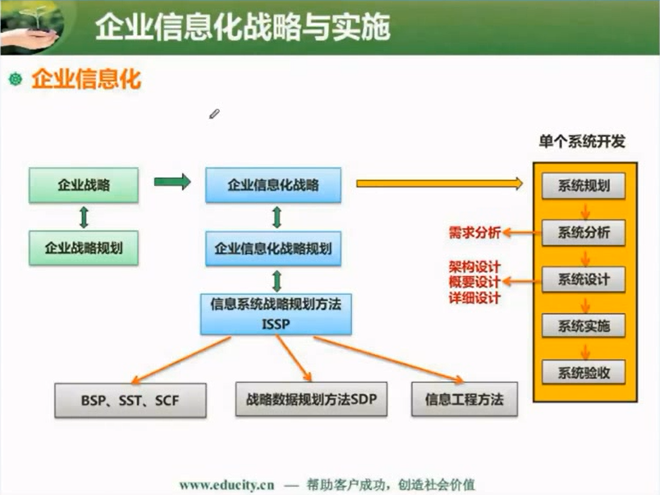 企业信息化战略与实施
企业信息化
单个系统开发
企业战略
企业信息化战略
系统规划
企业战略规划
企业信息化战略规划
需求分析
系统分析
架构设计
概要设计
详细设计
系统设计
信息系统战略规划方法
ISSP
系统实施
系统验收
BSP、SST、SCF
战略数据规划方法SDP
信息工程方法
www.educity.cn — 帮助客户成功，创造社会价值